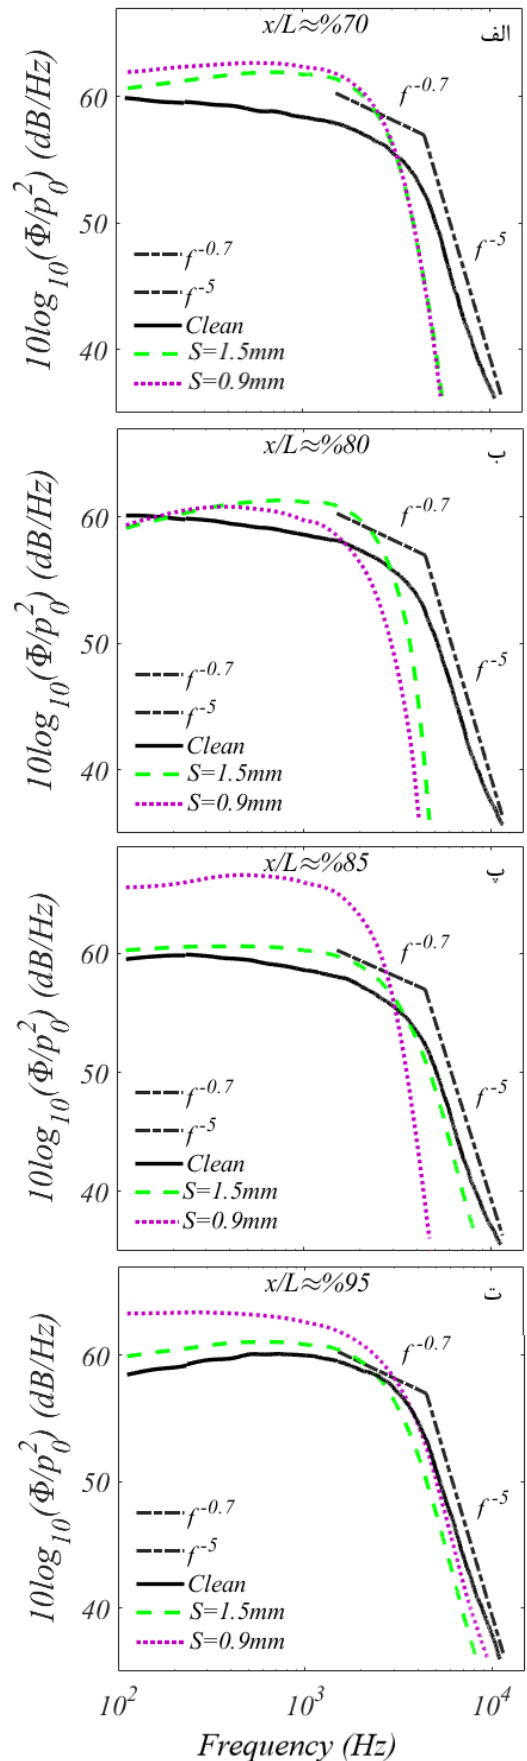 x/L≈%70
الف
10log10(Φ/p0^2) (dB/Hz)
60
50
40
f^-0.7
f^-5
f^-0.7
f^-5
Clean
S=1.5mm
S=0.9mm
x/L≈%80
ب
10log10(Φ/p0^2) (dB/Hz)
60
50
40
f^-0.7
f^-5
f^-0.7
f^-5
Clean
S=1.5mm
S=0.9mm
x/L≈%85
پ
10log10(Φ/p0^2) (dB/Hz)
60
50
40
f^-0.7
f^-5
f^-0.7
f^-5
Clean
S=1.5mm
S=0.9mm
x/L≈%95
ت
10log10(Φ/p0^2) (dB/Hz)
60
50
40
f^-0.7
f^-5
f^-0.7
f^-5
Clean
S=1.5mm
S=0.9mm
10^2 10^3 10^4
Frequency (Hz)